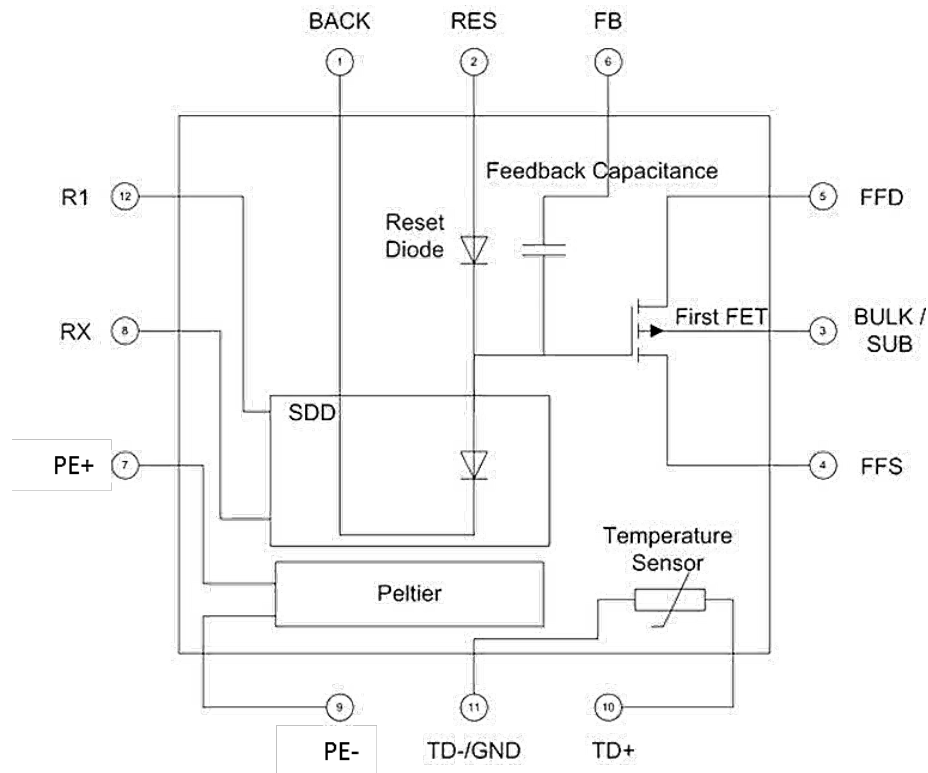 BACK
RES
FB
1
2
6
Feedback Capacitance
R1
12
5
FFD
Reset
Diode
RX
8
First FET
3
BULK /
SUB
SDD
PE+
7
4
FFS
Temperature
Sensor
Peltier
9
11
10
PE-
TD-/GND
TD+